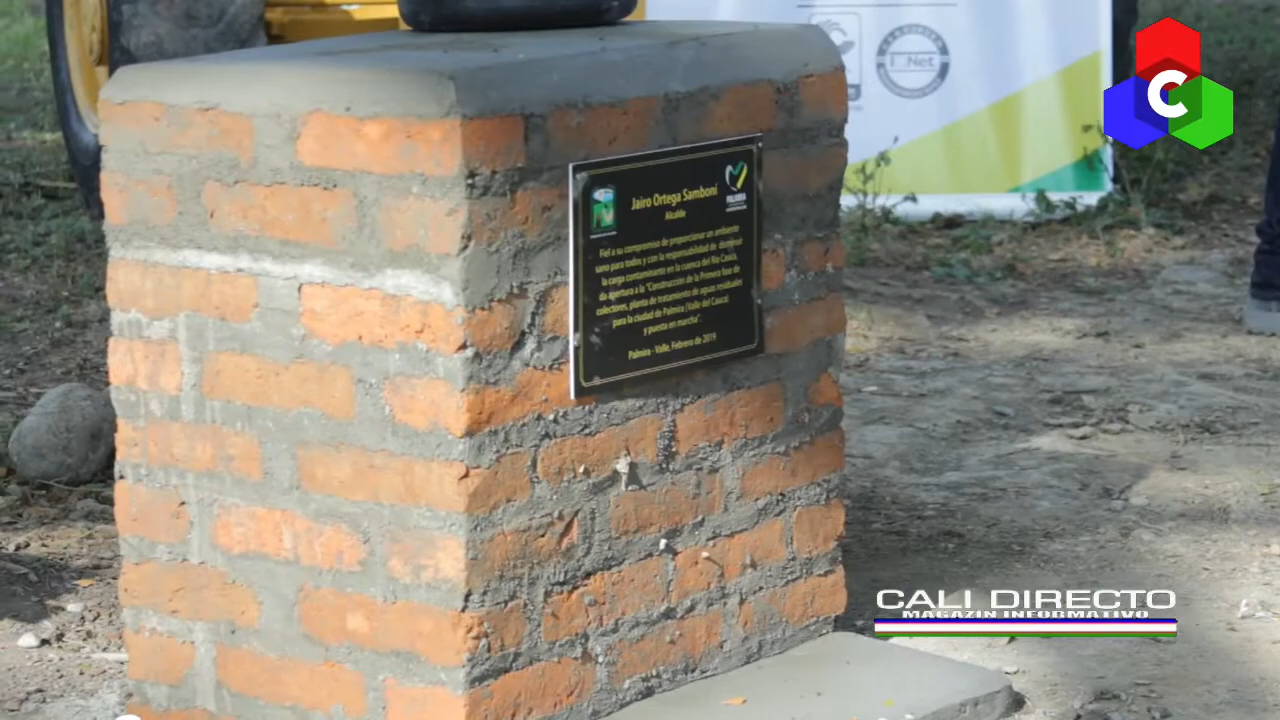 IQNet
C
Jairo Ortega Samboní
Alcalde
PALMIRA
Fiel a su compromiso de proporcionar un ambiente
sano para todos y con la responsabilidad de disminuir
la carga contaminante en la cuenca del Río Cauca,
da apertura a la "Construcción de la Primera fase de
colectores, planta de tratamiento de aguas residuales
para la ciudad de Palmira (Valle del Cauca)
y puesta en marcha".
Palmira - Valle, Febrero de 2019
CALI DIRECTO
MAGAZIN INFORMATIVO